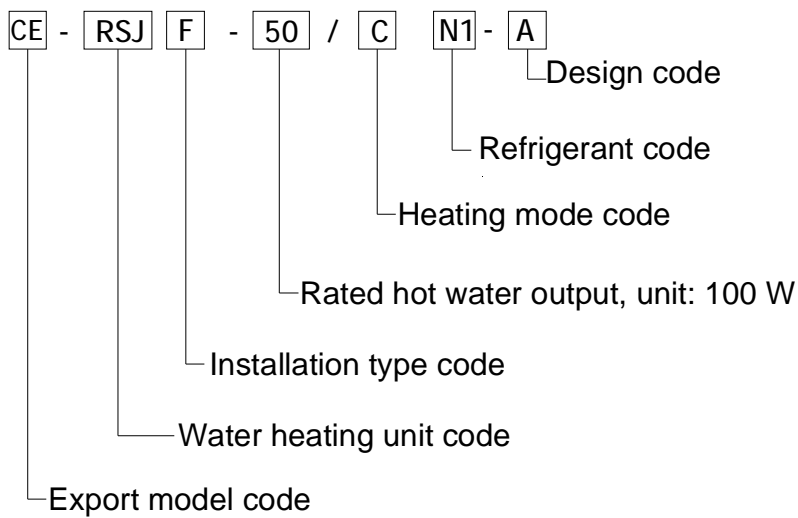 CE - RSJ F - 50 / C N1 - A
Design code
Refrigerant code
Heating mode code
Rated hot water output, unit: 100 W
Installation type code
Water heating unit code
Export model code